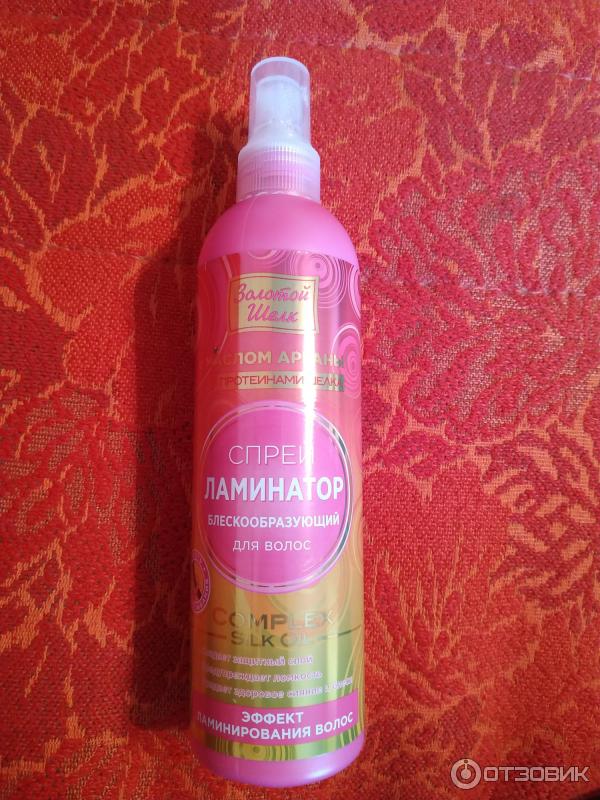 Золотой
Шелк
МАСЛОМ АРГАНЫ
ПРОТЕИНАМИ ШЕЛКА
СПРЕЙ
ЛАМИНАТОР
БЛЕСКООБРАЗУЮЩИЙ
ДЛЯ ВОЛОС
COMPLEX
SILK OIL
защитный слой
ломкость
здоровое сияние и
ЭФФЕКТ
ЛАМИНИРОВАНИЯ ВОЛОС
ОТЗОВИК